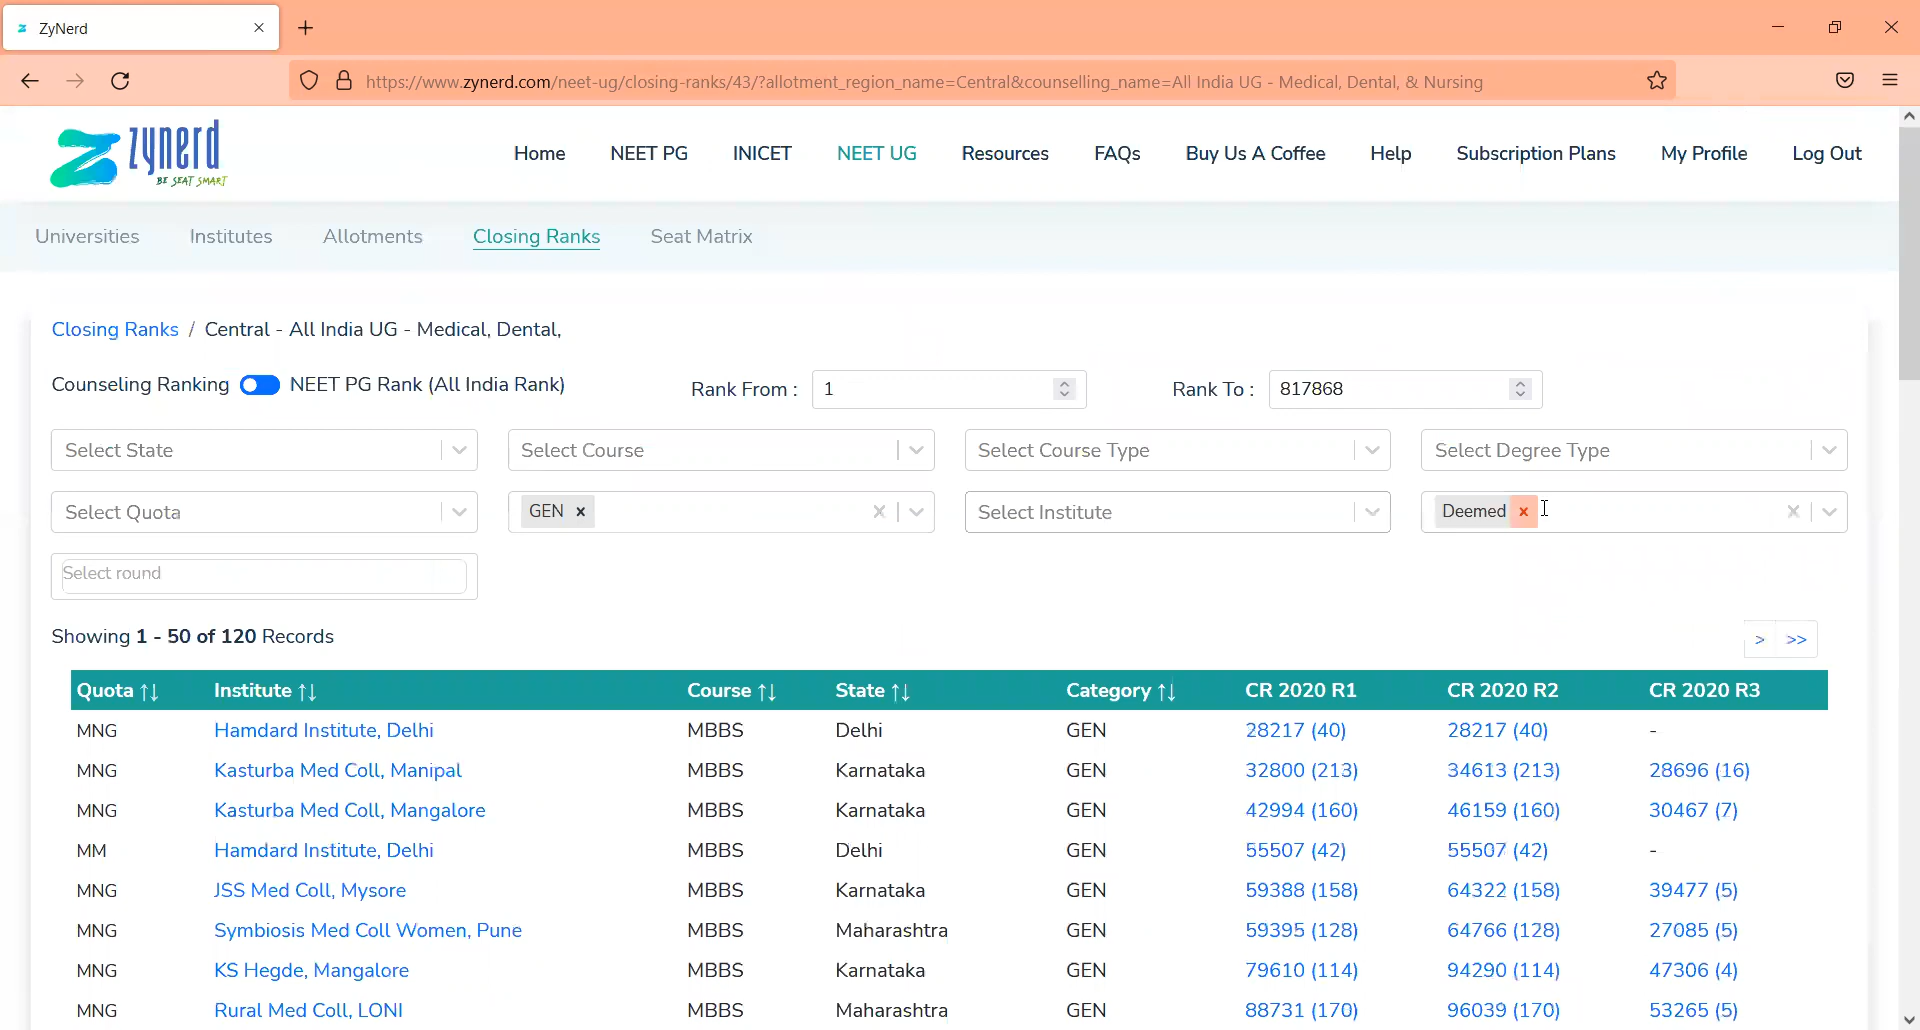 ZyNerd
https://www.zynerd.com/neet-ug/closing-ranks/43/?allotment_region_name=Central&counselling_name=All India UG - Medical, Dental, & Nursing
zynerd
BE SEAT SMART
Home NEET PG INICET NEET UG Resources FAQs Buy Us A Coffee Help Subscription Plans My Profile Log Out
Universities Institutes Allotments Closing Ranks Seat Matrix
Closing Ranks / Central - All India UG - Medical, Dental,
Counseling Ranking NEET PG Rank (All India Rank) Rank From : 1 Rank To : 817868
Select State Select Course Select Course Type Select Degree Type
Select Quota GEN × Select Institute Deemed ×
Select round
Showing 1 - 50 of 120 Records > >>
Quota ↑↓ Institute ↑↓ Course ↑↓ State ↑↓ Category ↑↓ CR 2020 R1 CR 2020 R2 CR 2020 R3
MNG Hamdard Institute, Delhi MBBS Delhi GEN 28217 (40) 28217 (40) -
MNG Kasturba Med Coll, Manipal MBBS Karnataka GEN 32800 (213) 34613 (213) 28696 (16)
MNG Kasturba Med Coll, Mangalore MBBS Karnataka GEN 42994 (160) 46159 (160) 30467 (7)
MM Hamdard Institute, Delhi MBBS Delhi GEN 55507 (42) 55507 (42) -
MNG JSS Med Coll, Mysore MBBS Karnataka GEN 59388 (158) 64322 (158) 39477 (5)
MNG Symbiosis Med Coll Women, Pune MBBS Maharashtra GEN 59395 (128) 64766 (128) 27085 (5)
MNG KS Hegde, Mangalore MBBS Karnataka GEN 79610 (114) 94290 (114) 47306 (4)
MNG Rural Med Coll, LONI MBBS Maharashtra GEN 88731 (170) 96039 (170) 53265 (5)